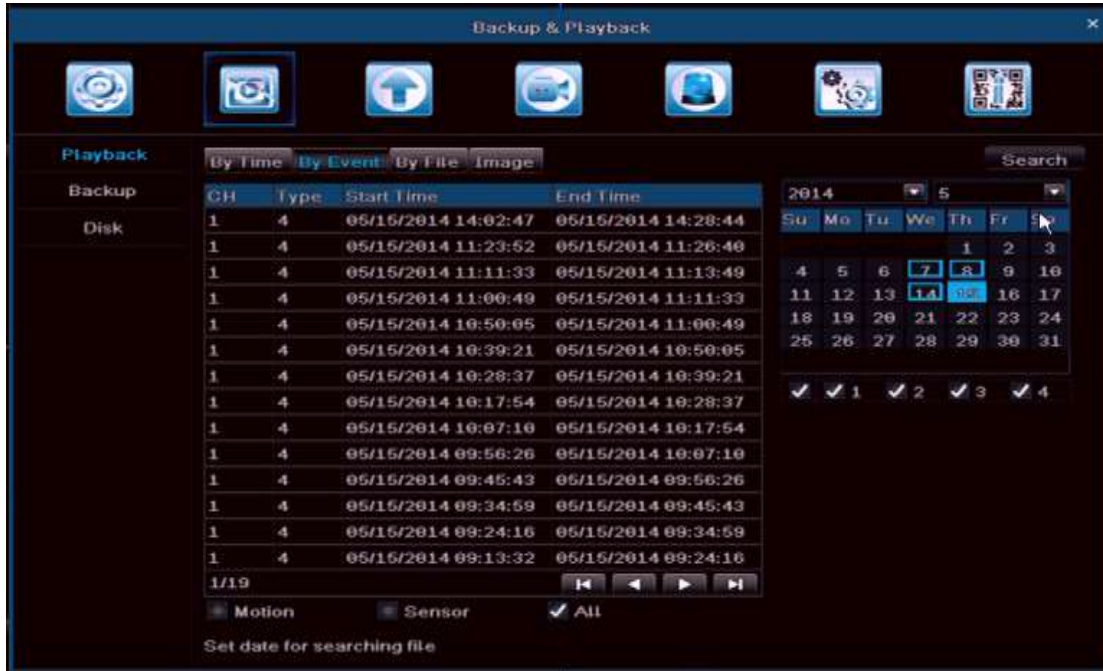 Backup & Playback
Playback
Backup
Disk
By Time By Event By File Image
Search
CH Type Start Time End Time
1 4 05/15/2014 14:02:47 05/15/2014 14:28:44
1 4 05/15/2014 11:23:52 05/15/2014 11:26:40
1 4 05/15/2014 11:11:33 05/15/2014 11:13:49
1 4 05/15/2014 11:00:49 05/15/2014 11:11:33
1 4 05/15/2014 10:50:05 05/15/2014 11:00:49
1 4 05/15/2014 10:39:21 05/15/2014 10:50:05
1 4 05/15/2014 10:28:37 05/15/2014 10:39:21
1 4 05/15/2014 10:17:54 05/15/2014 10:28:37
1 4 05/15/2014 10:07:10 05/15/2014 10:17:54
1 4 05/15/2014 09:56:26 05/15/2014 10:07:10
1 4 05/15/2014 09:45:43 05/15/2014 09:56:26
1 4 05/15/2014 09:34:59 05/15/2014 09:45:43
1 4 05/15/2014 09:24:16 05/15/2014 09:34:59
1 4 05/15/2014 09:13:32 05/15/2014 09:24:16
1/19
Motion Sensor All
Set date for searching file
2014 5
Su Mo Tu We Th Fr
1 2 3
4 5 6 7 8 9 10
11 12 13 14 15 16 17
18 19 20 21 22 23 24
25 26 27 28 29 30 31
1 2 3 4